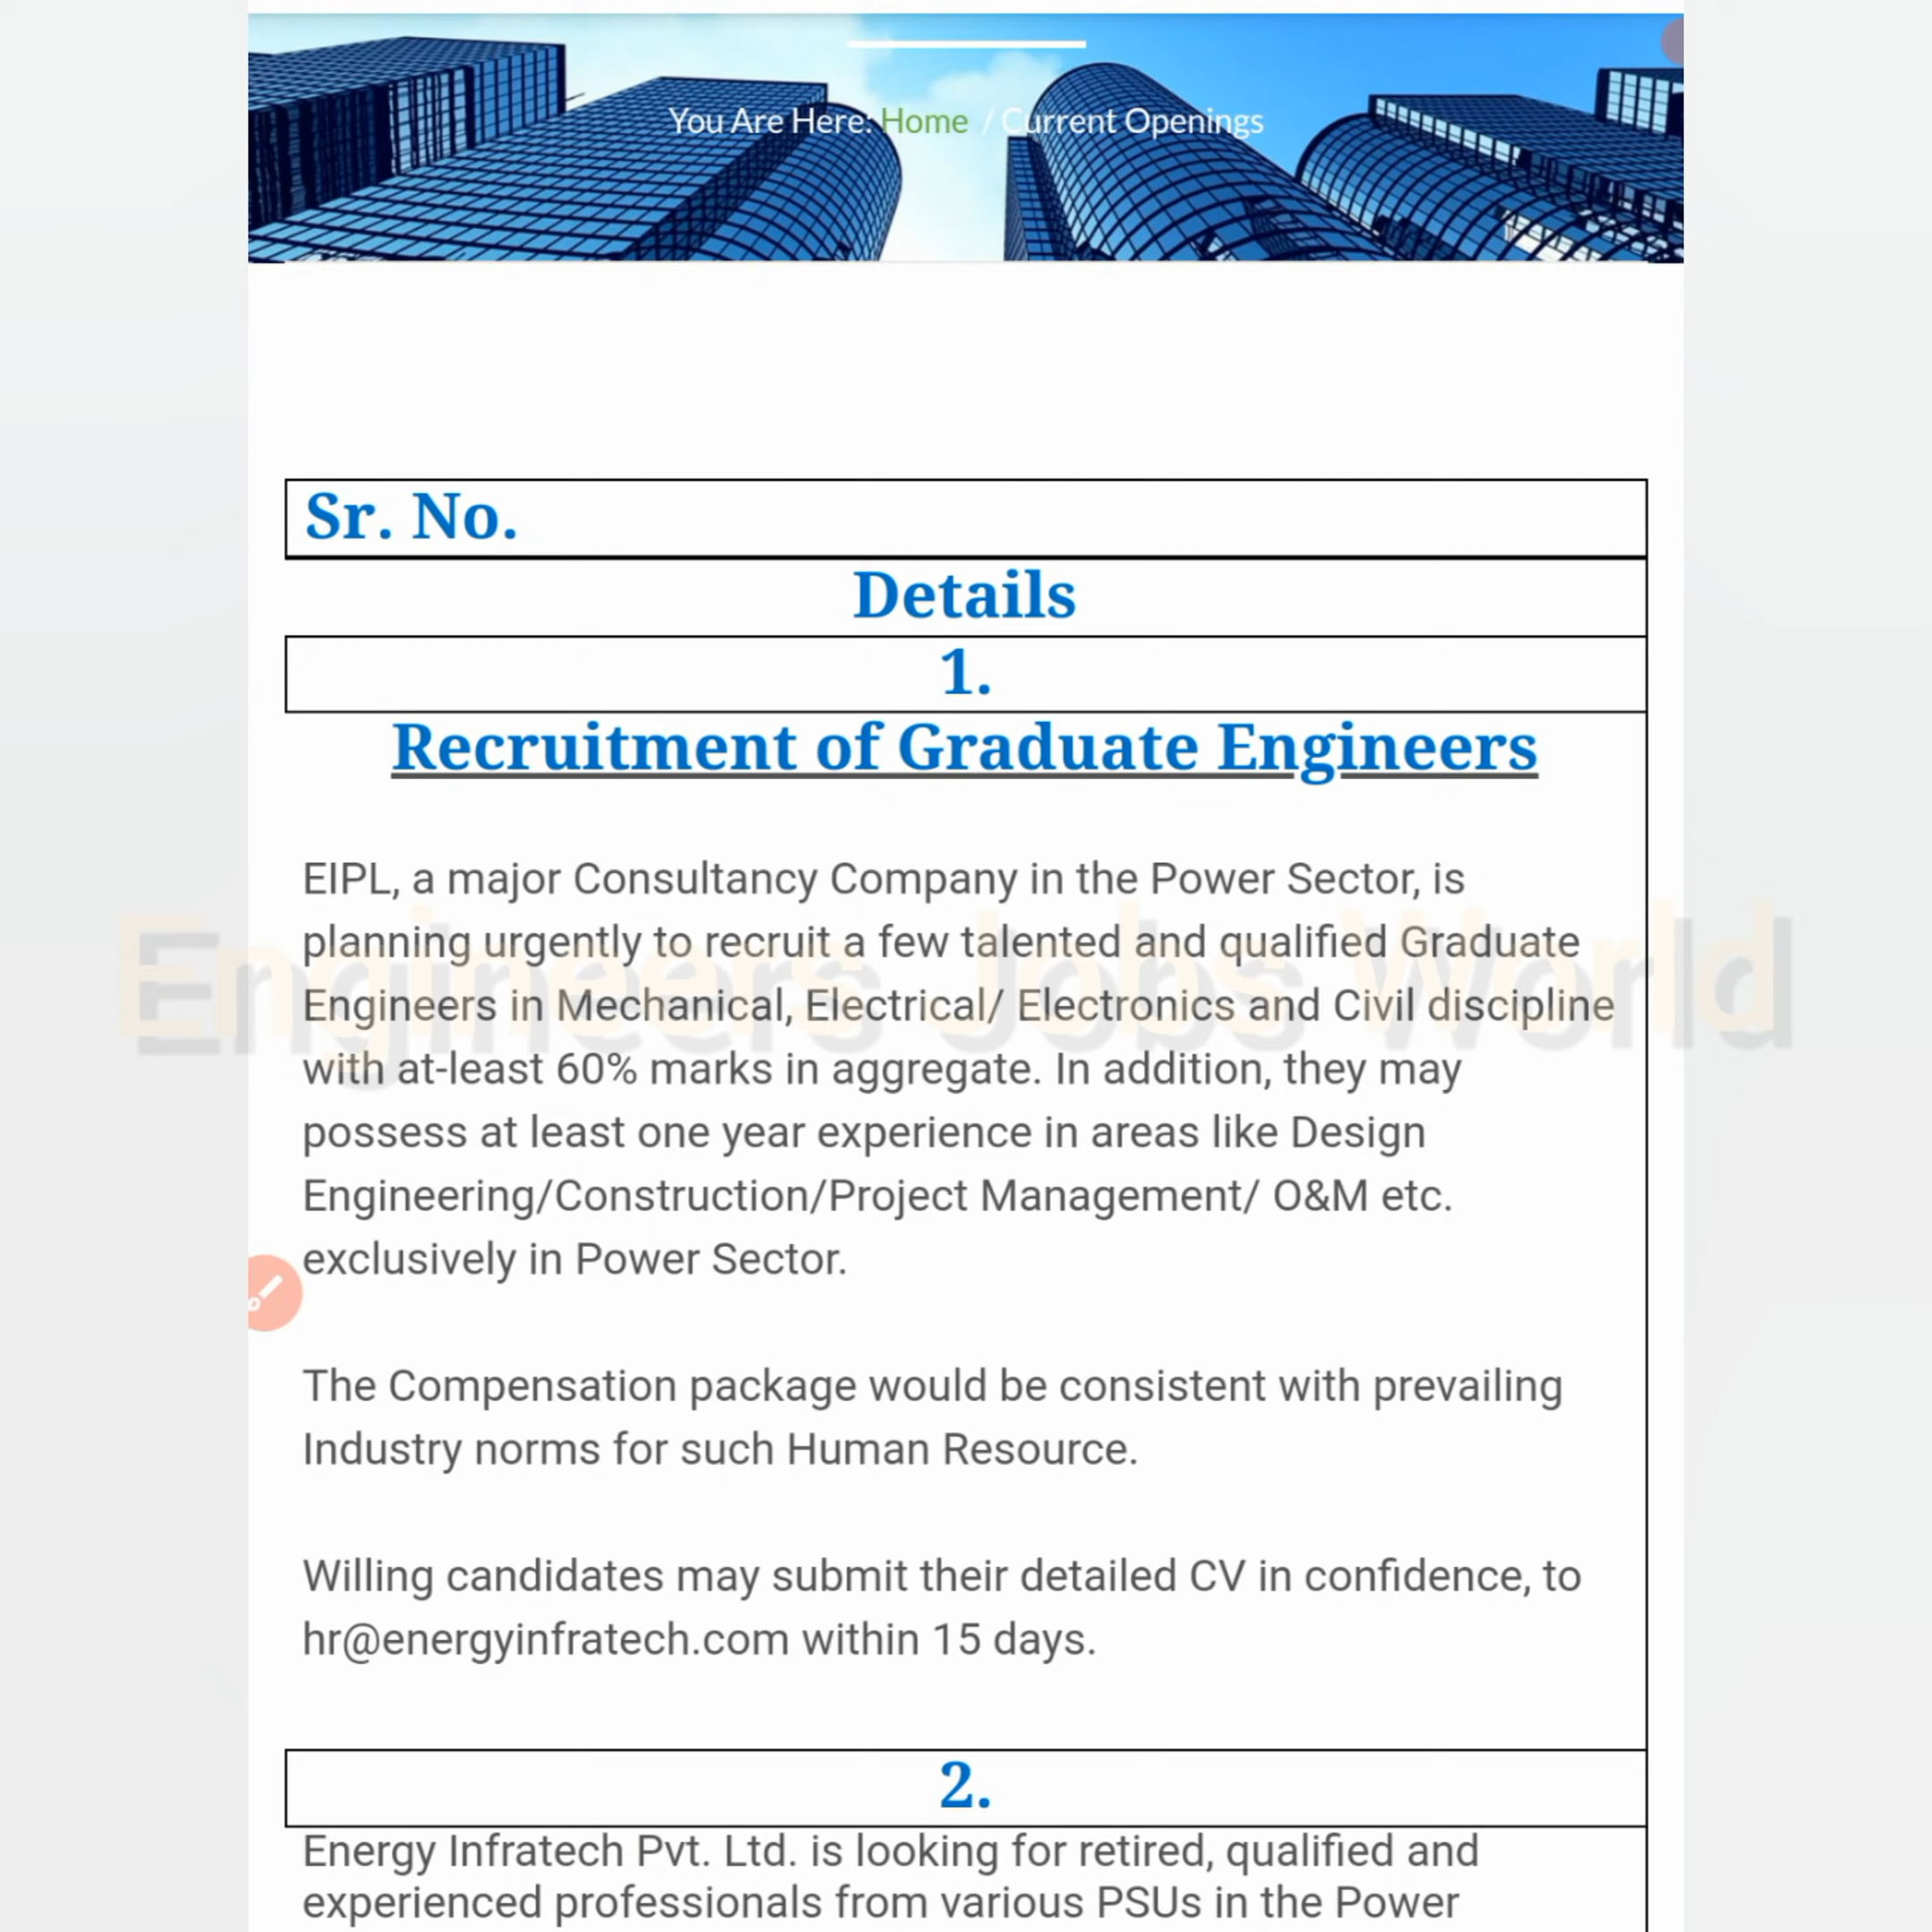 You Are Here: Home / Current Openings
Sr. No.
Details
1.
Recruitment of Graduate Engineers
EIPL, a major Consultancy Company in the Power Sector, is
planning urgently to recruit a few talented and qualified Graduate
Engineers in Mechanical, Electrical/ Electronics and Civil discipline
with at-least 60% marks in aggregate. In addition, they may
possess at least one year experience in areas like Design
Engineering/Construction/Project Management/ O&M etc.
exclusively in Power Sector.
The Compensation package would be consistent with prevailing
Industry norms for such Human Resource.
Willing candidates may submit their detailed CV in confidence, to
hr@energyinfratech.com within 15 days.
2.
Energy Infratech Pvt. Ltd. is looking for retired, qualified and
experienced professionals from various PSUs in the Power
Engineers Jobs World